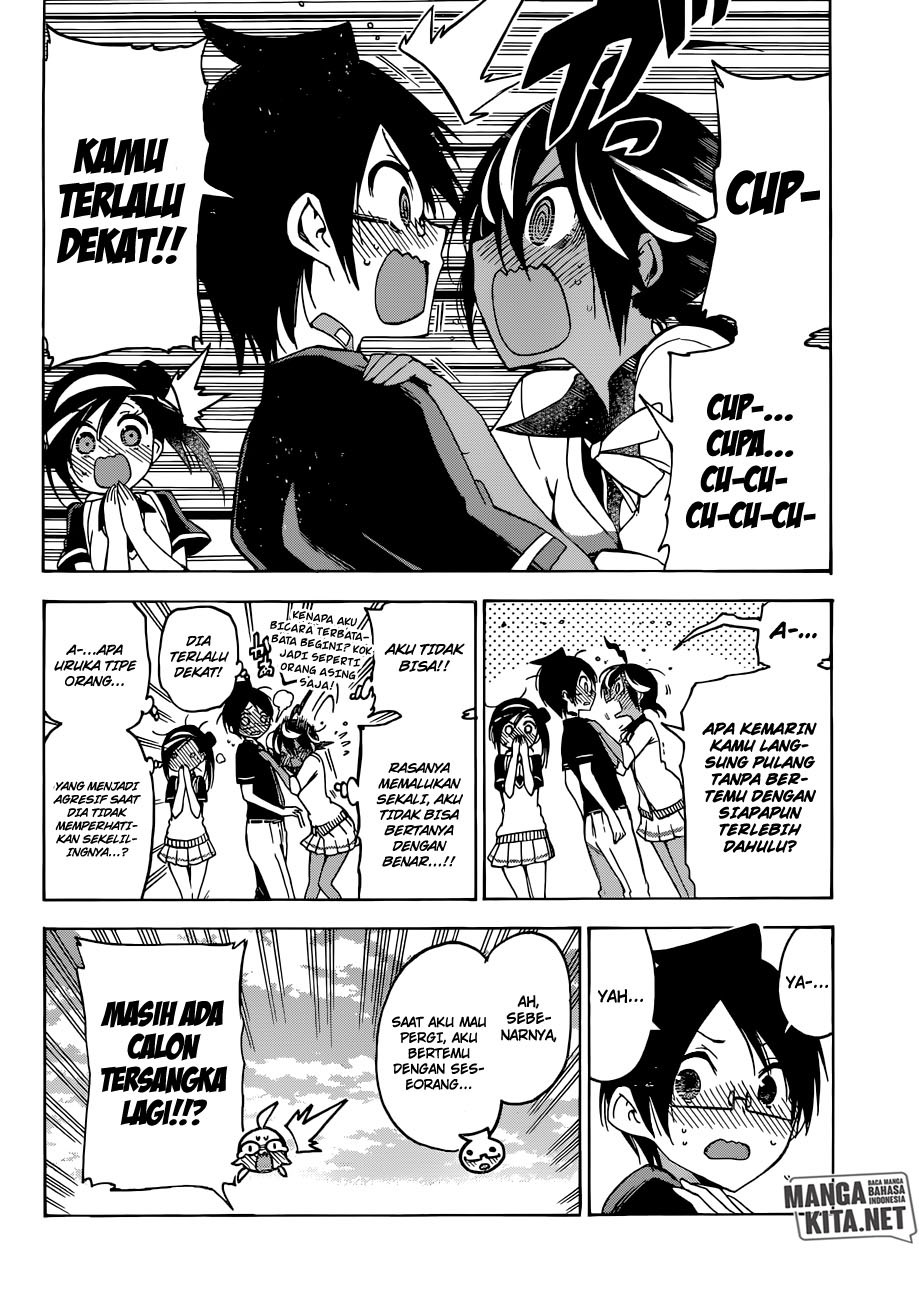 CUP-
CUP-...
CUPA...
CU-CU-
CU-CU-CU-
KAMU
TERLALU
DEKAT!!
A-...
APA KEMARIN
KAMU LANG-
SUNG PULANG
TANPA BER-
TEMU DENGAN
SIAPAPUN
TERLEBIH
DAHULU?
AKU TIDAK
BISA!!
RASANYA
MEMALUKAN
SEKALI, AKU
TIDAK BISA
BERTANYA
DENGAN
BENAR...!!
KENAPA AKU
BICARA TERBATA-
BATA BEGINI? KOK
JADI SEPERTI
ORANG ASING
SAJA!
DIA
TERLALU
DEKAT!
A-...APA
URUKA TIPE
ORANG...
YANG MENJADI
AGRESIF SAAT
DIA TIDAK
MEMPERHATI-
KAN SEKELIL-
INGNYA...?
YA-...
YAH...
AH,
SEBE-
NARNYA,
SAAT AKU MAU
PERGI, AKU
BERTEMU
DENGAN SES-
EORANG...
MASIH ADA
CALON
TERSANGKA
LAGI!!?
MANGA
KITA.NET
BACA MANGA
BAHASA
INDONESIA